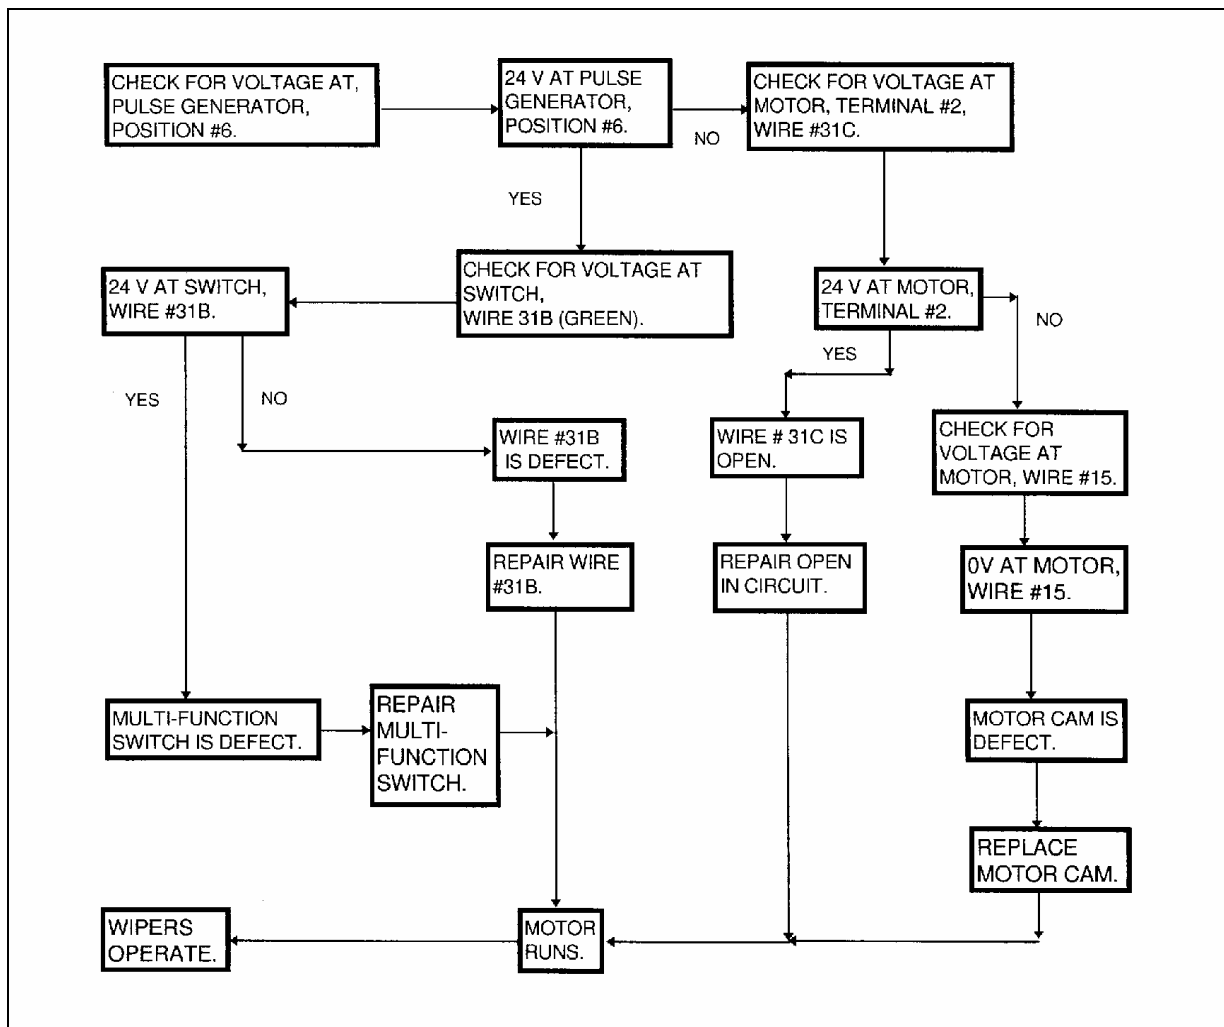 CHECK FOR VOLTAGE AT,
PULSE GENERATOR,
POSITION #6.
24 V AT PULSE
GENERATOR,
POSITION #6.
NO
CHECK FOR VOLTAGE AT
MOTOR, TERMINAL #2,
WIRE #31C.
YES
24 V AT SWITCH,
WIRE #31B.
CHECK FOR VOLTAGE AT
SWITCH,
WIRE 31B (GREEN).
24 V AT MOTOR,
TERMINAL #2.
NO
YES
YES
NO
WIRE #31B
IS DEFECT.
WIRE # 31C IS
OPEN.
CHECK FOR
VOLTAGE AT
MOTOR, WIRE #15.
REPAIR WIRE
#31B.
REPAIR OPEN
IN CIRCUIT.
0V AT MOTOR,
WIRE #15.
MULTI-FUNCTION
SWITCH IS DEFECT.
REPAIR
MULTI-
FUNCTION
SWITCH.
MOTOR CAM IS
DEFECT.
REPLACE
MOTOR CAM.
WIPERS
OPERATE.
MOTOR
RUNS.